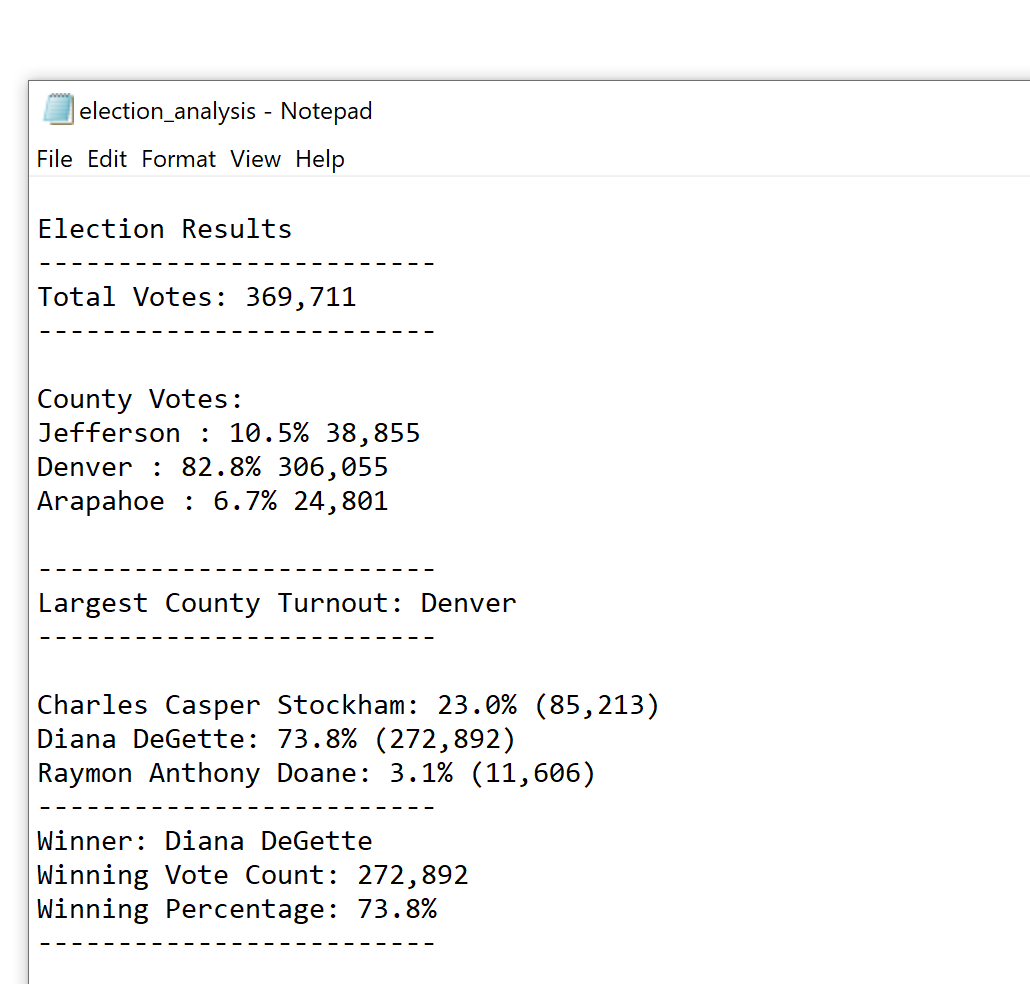 election_analysis - Notepad
File Edit Format View Help
Election Results
-------------------------
Total Votes: 369,711
-------------------------
County Votes:
Jefferson : 10.5% 38,855
Denver : 82.8% 306,055
Arapahoe : 6.7% 24,801
-------------------------
Largest County Turnout: Denver
-------------------------
Charles Casper Stockham: 23.0% (85,213)
Diana DeGette: 73.8% (272,892)
Raymon Anthony Doane: 3.1% (11,606)
-------------------------
Winner: Diana DeGette
Winning Vote Count: 272,892
Winning Percentage: 73.8%
-------------------------